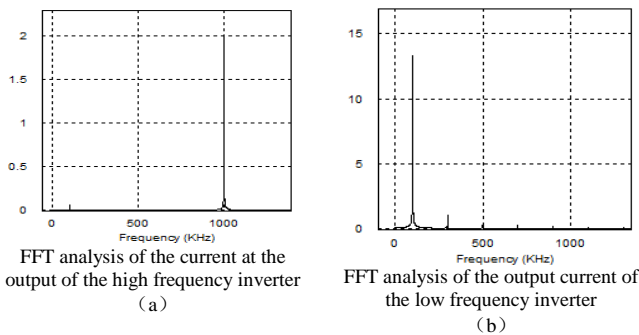 2
1.5
1
0.5
0
0 500 1000
Frequency (KHz)
FFT analysis of the current at the
output of the high frequency inverter
（a）
15
10
5
0
0 500 1000
Frequency (KHz)
FFT analysis of the output current of
the low frequency inverter
（b）